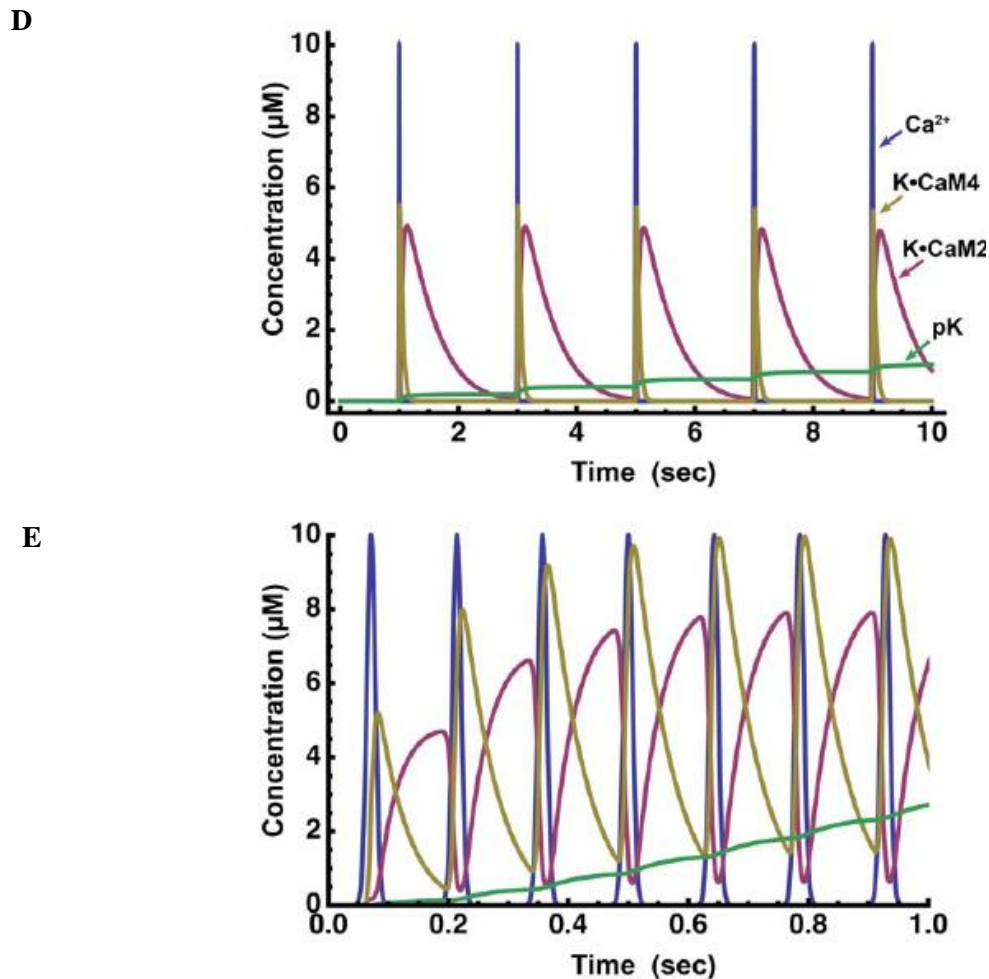 D
10
8
6
4
2
0
Concentration (µM)
Ca²⁺
K•CaM4
K•CaM2
pK
0 2 4 6 8 10
Time (sec)
E
10
8
6
4
2
0
Concentration (µM)
0.0 0.2 0.4 0.6 0.8 1.0
Time (sec)